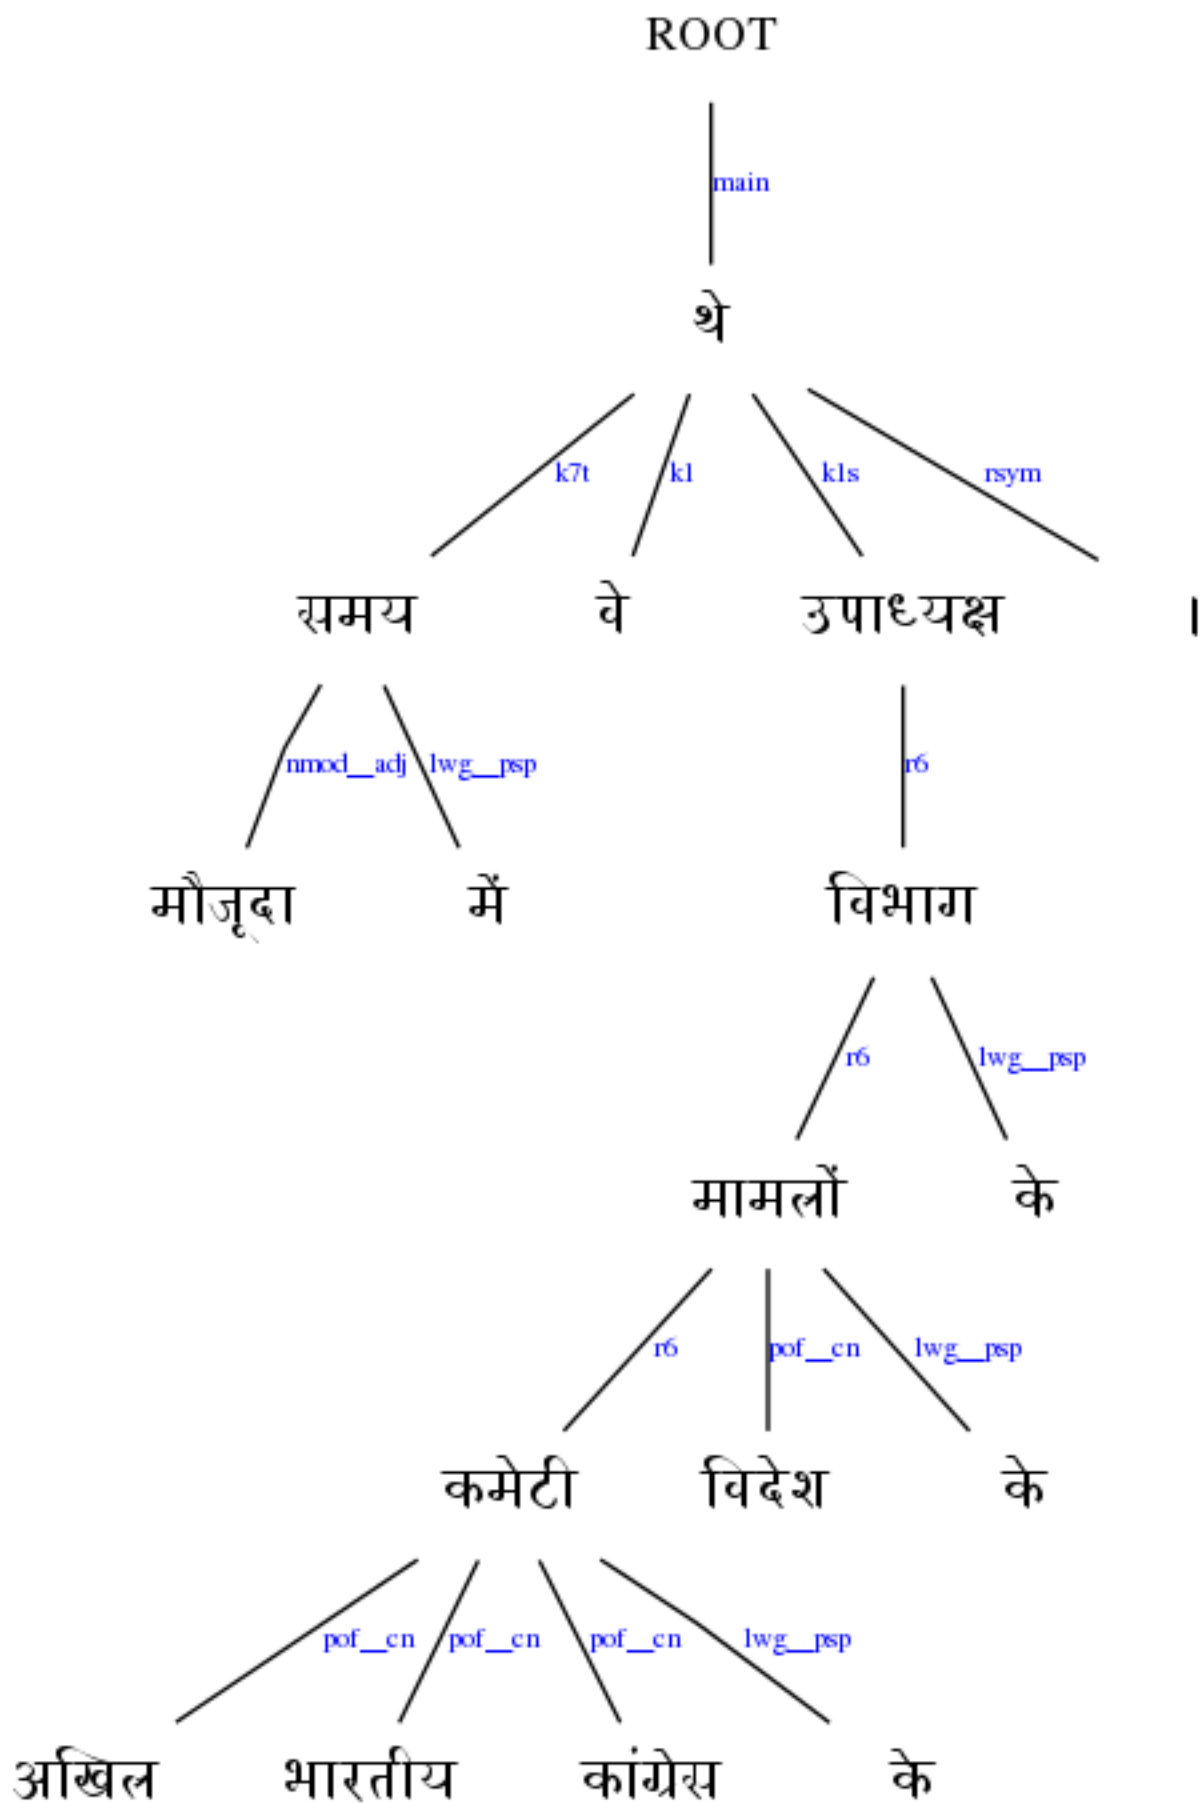 ROOT
main
थे
k7t k1 k1s rsym
समय वे उपाध्यक्ष ।
nmod__adj lwg__psp r6
मौजूदा में विभाग
r6 lwg__psp
मामलों के
r6 pof__cn lwg__psp
कमेटी विदेश के
pof__cn pof__cn pof__cn lwg__psp
अखिल भारतीय कांग्रेस के